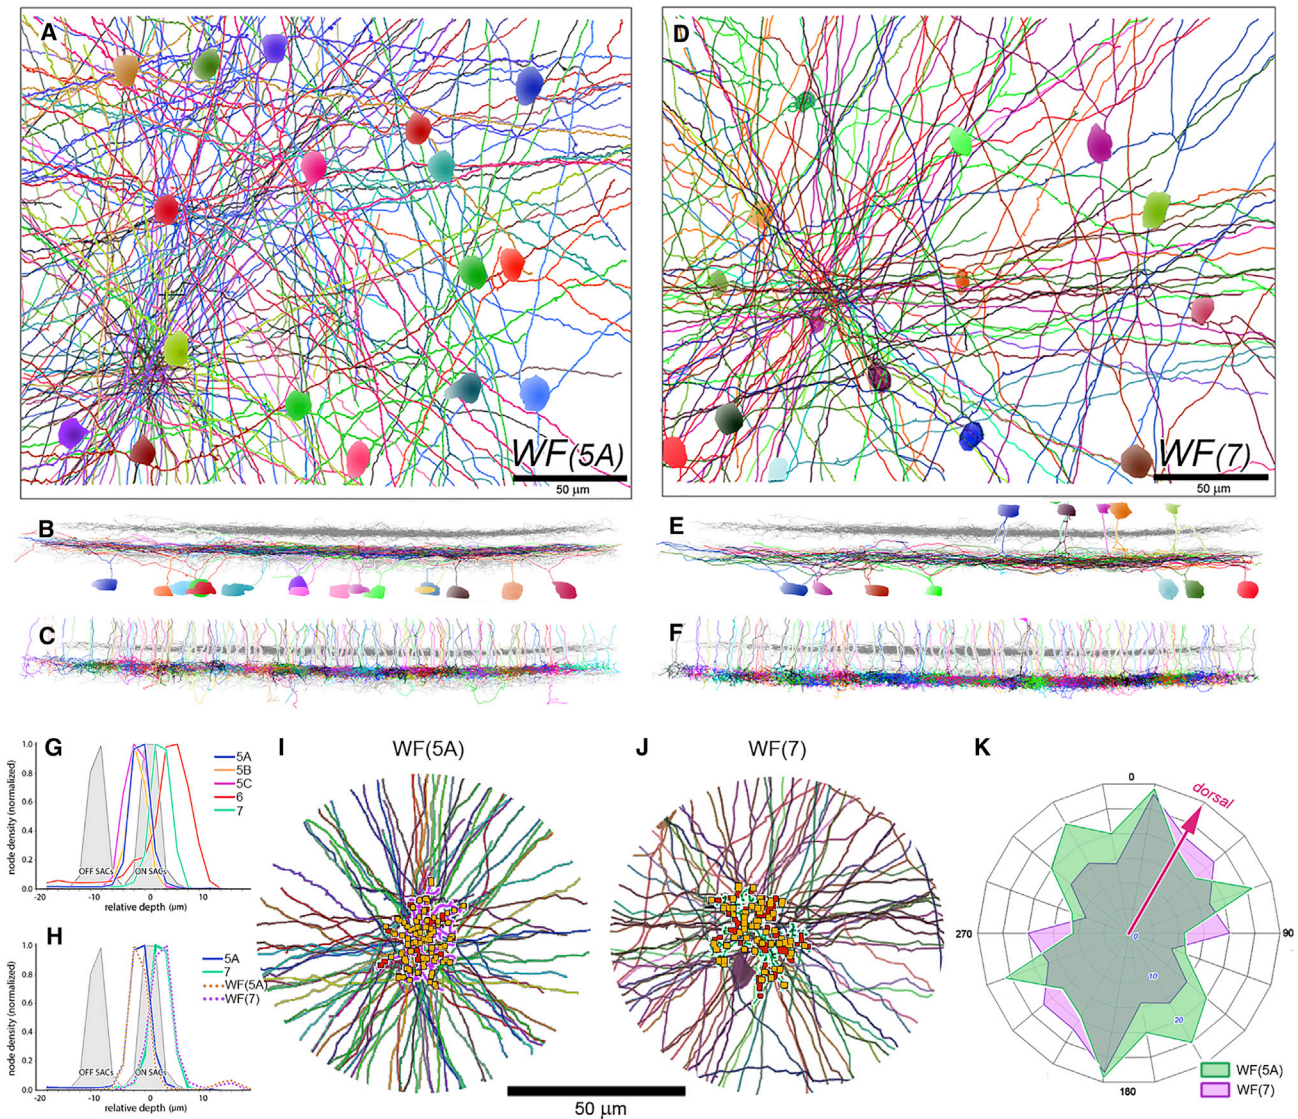 A
WF(5A)
50 µm
D
WF(7)
50 µm
B
C
E
F
G
node density (normalized)
1.0
0.8
0.6
0.4
0.2
0
OFF SACs
ON SACs
5A
5B
5C
6
7
-20
-10
0
10
relative depth (µm)
H
node density (normalized)
1.0
0.8
0.6
0.4
0.2
0.0
OFF SACs
ON SACs
5A
7
WF(5A)
WF(7)
-20
-10
0
10
relative depth (µm)
I
WF(5A)
J
WF(7)
50 µm
K
0
dorsal
270
90
0
10
20
180
WF(5A)
WF(7)